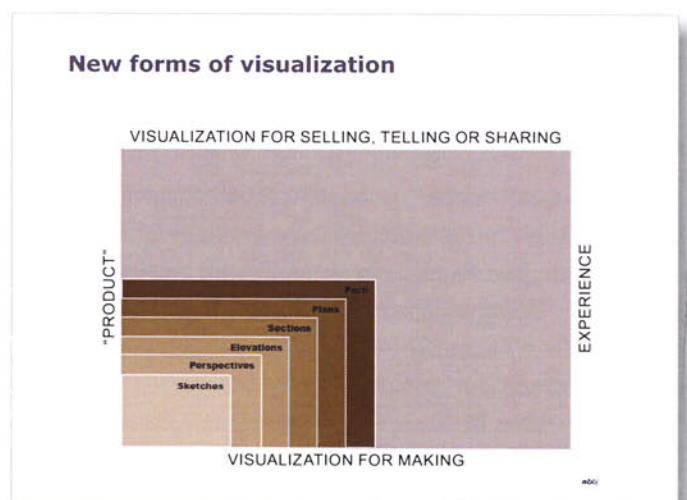 New forms of visualization
VISUALIZATION FOR SELLING, TELLING OR SHARING
"PRODUCT"
EXPERIENCE
Parti
Plans
Sections
Elevations
Perspectives
Sketches
VISUALIZATION FOR MAKING